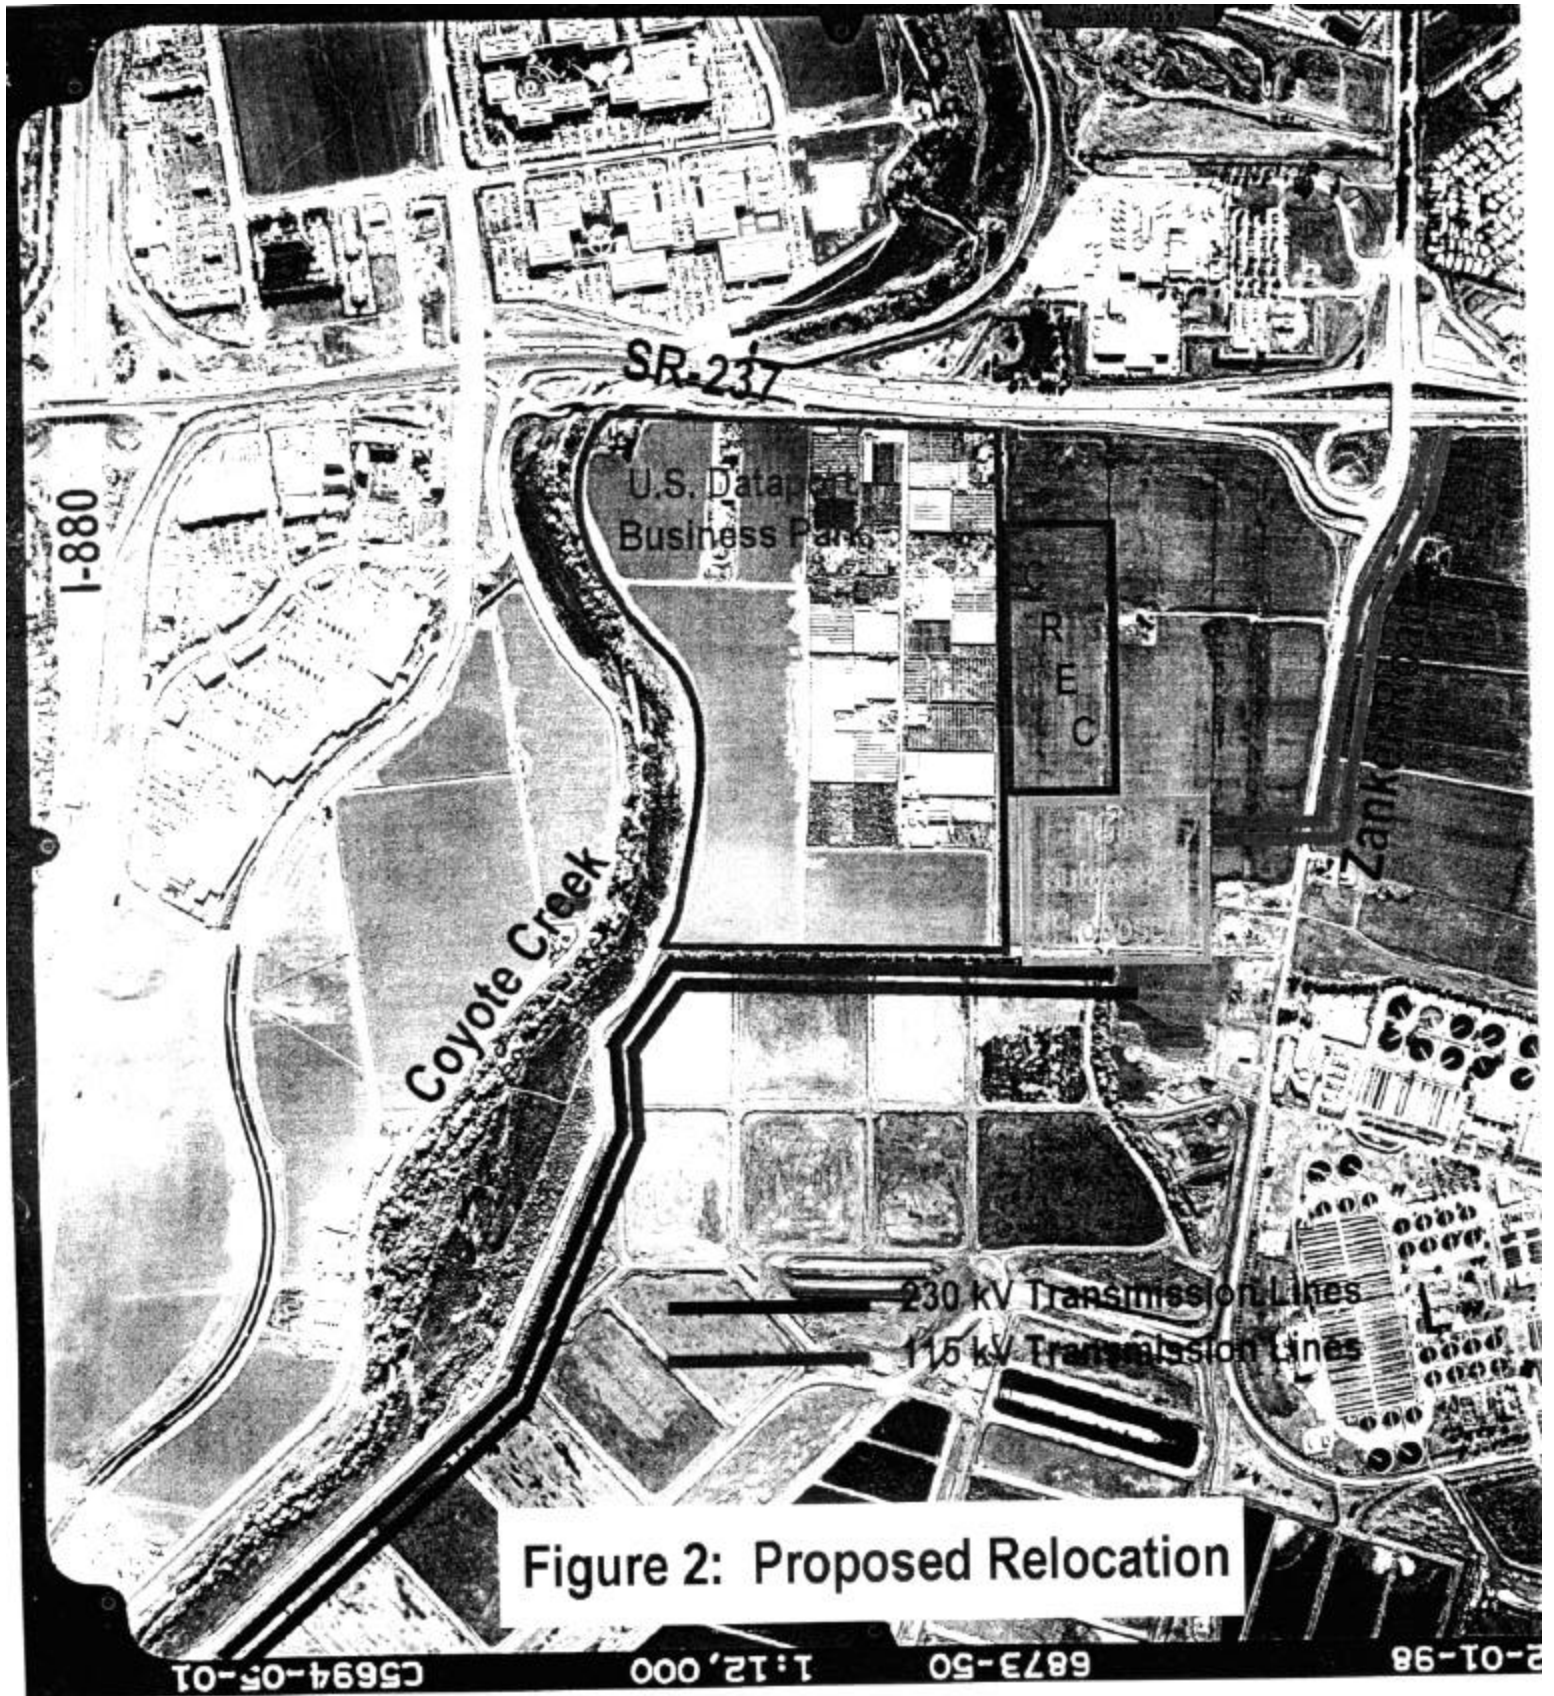 SR-237
U.S. Dataport
Business Park
I-880
L
R
E
C
Zanker Road
Coyote Creek
230 kV Transmission Lines
115 kV Transmission Lines
Figure 2: Proposed Relocation
C5694-05-01
1:12,000
6873-50
2-01-98